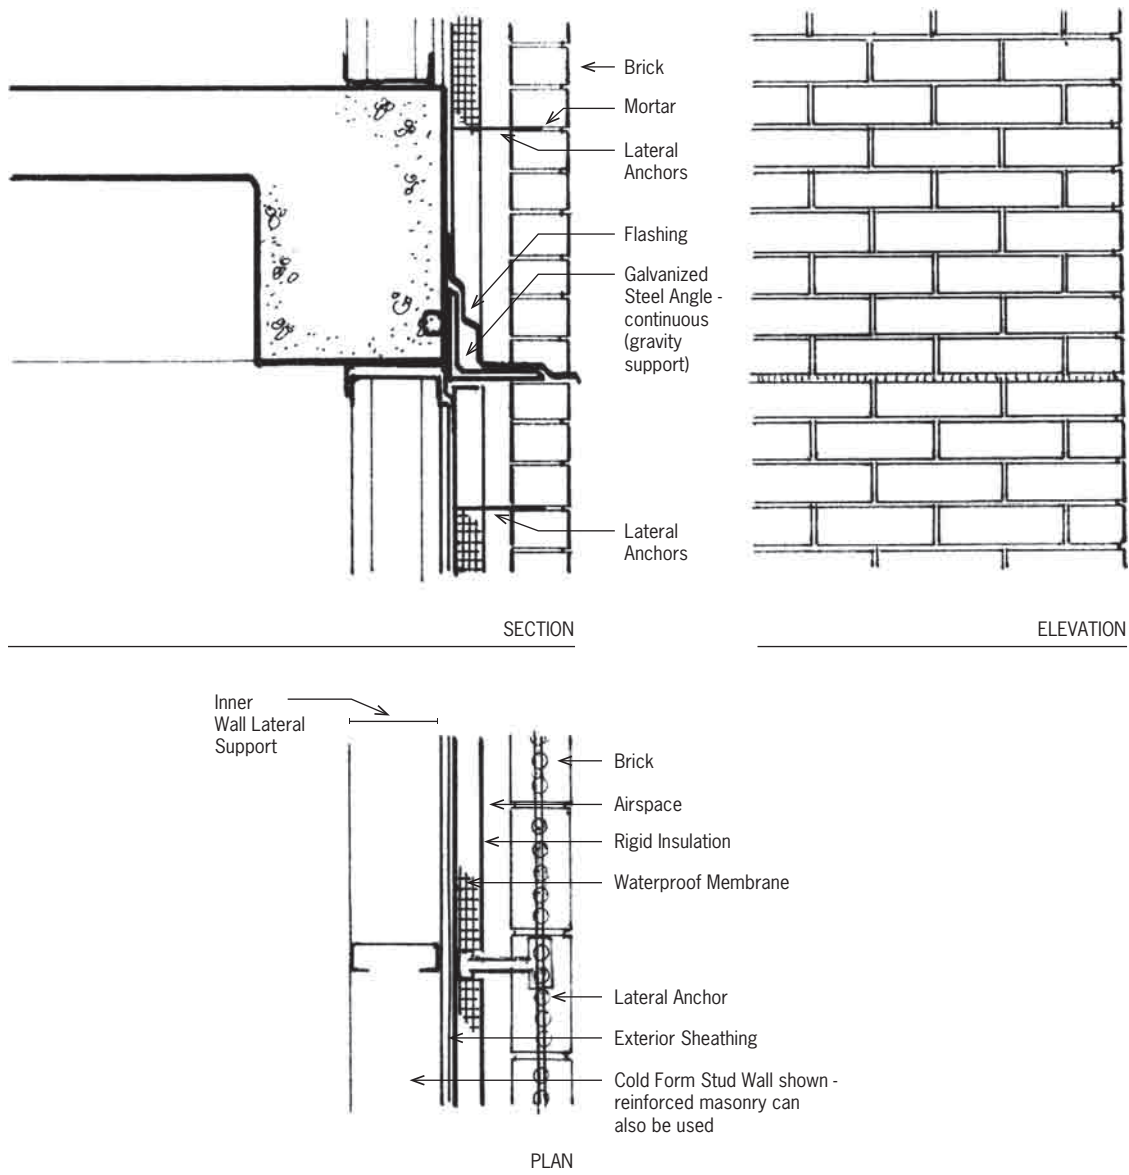 Brick
Mortar
Lateral
Anchors
Flashing
Galvanized
Steel Angle -
continuous
(gravity
support)
Lateral
Anchors
SECTION
ELEVATION
Inner
Wall Lateral
Support
Brick
Airspace
Rigid Insulation
Waterproof Membrane
Lateral Anchor
Exterior Sheathing
Cold Form Stud Wall shown -
reinforced masonry can
also be used
PLAN